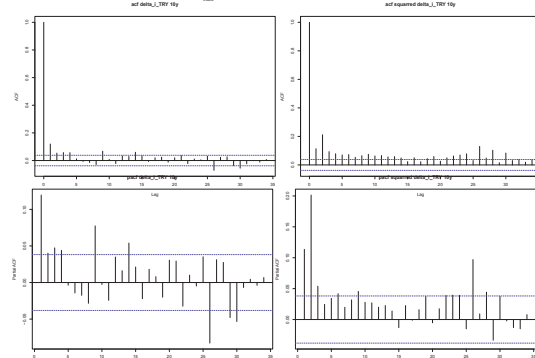 acf delta_i_TRY 10y
acf squarred delta_i_TRY 10y
ACF
0.0 0.2 0.4 0.6 0.8 1.0
0 5 10 15 20 25 30 35
ACF
0.0 0.2 0.4 0.6 0.8 1.0
0 5 10 15 20 25 30
pacf delta_i_TRY 10y
Lag
pacf squarred delta_i_TRY 10y
Lag
Partial ACF
-0.05 0.00 0.05 0.10
0 5 10 15 20 25 30 35
Partial ACF
0.00 0.05 0.10 0.15 0.20
0 5 10 15 20 25 30